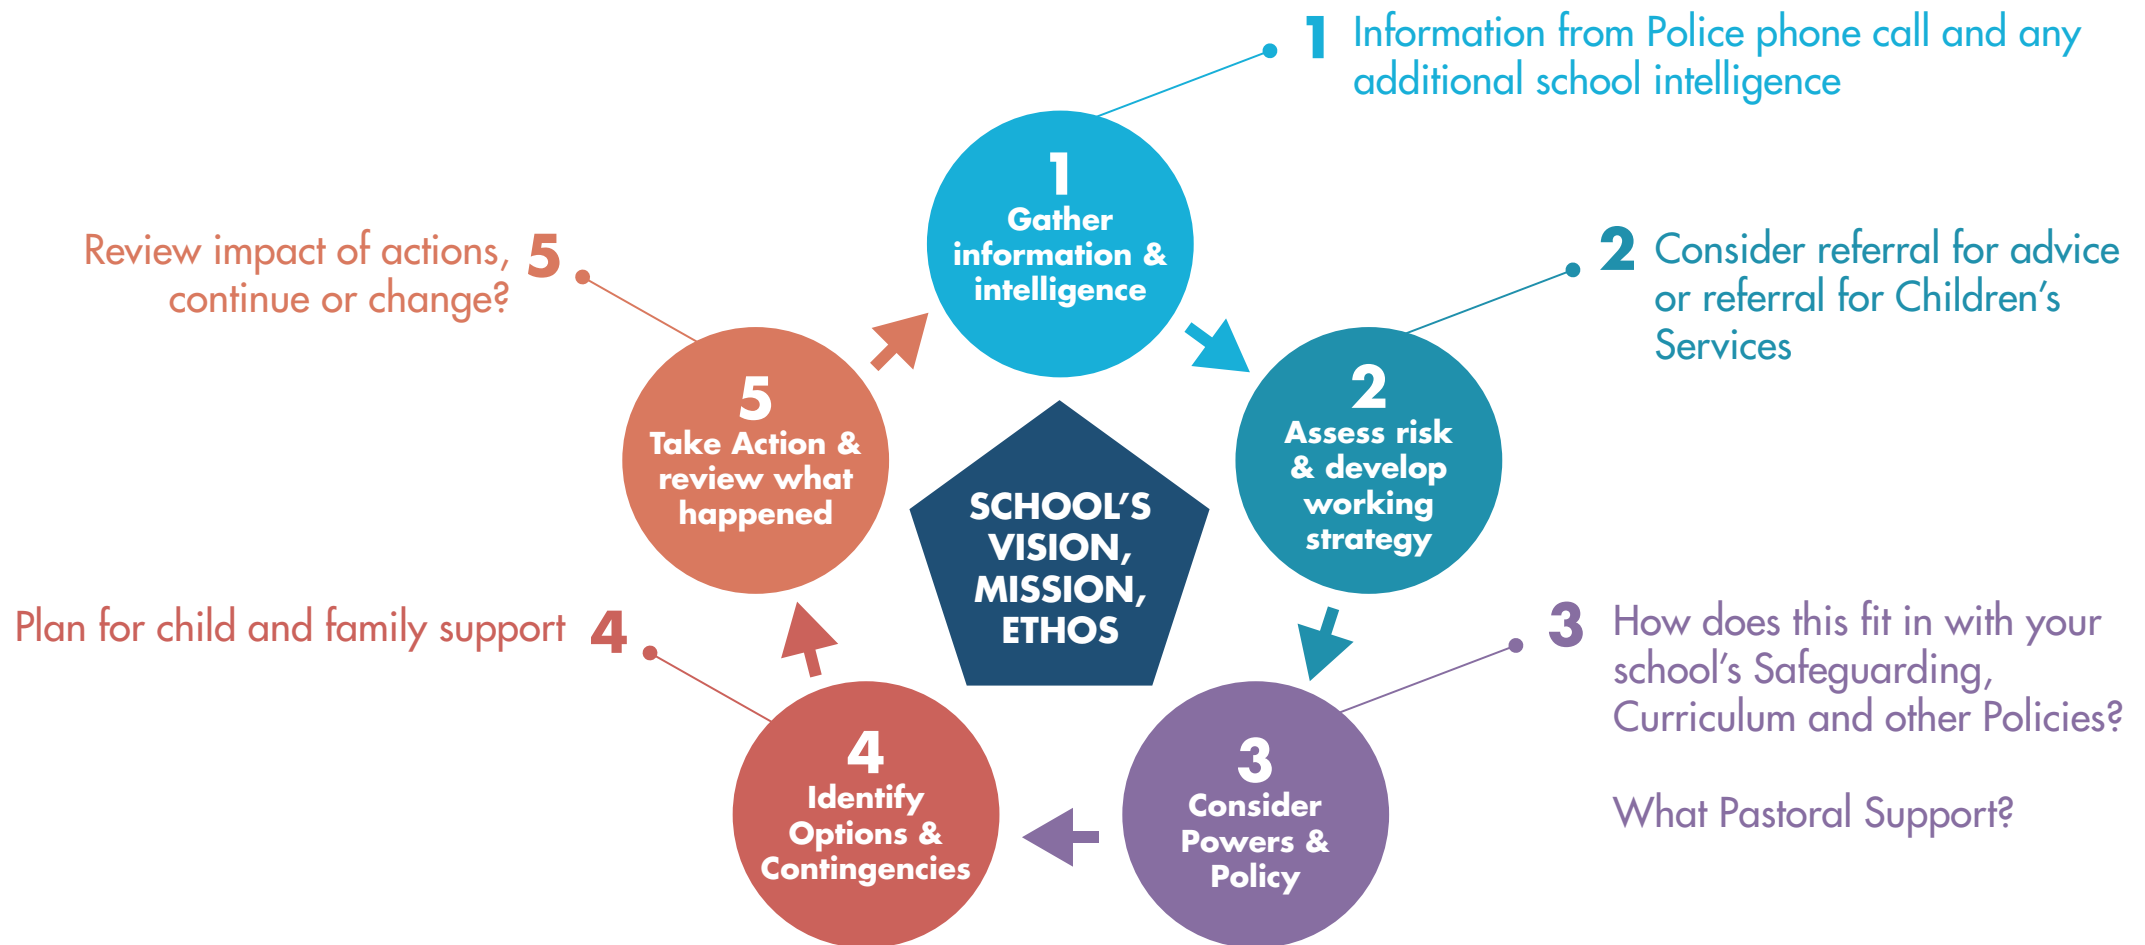 1 Information from Police phone call and any
additional school intelligence
1
Gather
information &
intelligence
2 Consider referral for advice
or referral for Children’s
Services
2
Assess risk
& develop
working
strategy
3 How does this fit in with your
school’s Safeguarding,
Curriculum and other Policies?
What Pastoral Support?
3
Consider
Powers &
Policy
Plan for child and family support 4
4
Identify
Options &
Contingencies
Review impact of actions, 5
continue or change?
5
Take Action &
review what
happened
SCHOOL’S
VISION,
MISSION,
ETHOS